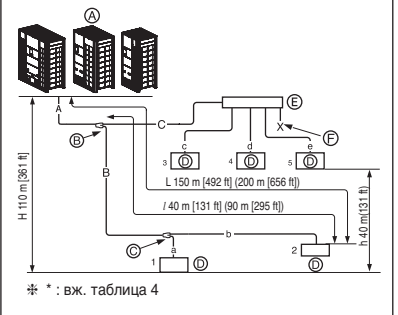 A
A
E
C
X
F
B
c
d
e
3
D
4
D
5
D
H 110 m [361 ft]
B
L 150 m [492 ft] (200 m [656 ft])
l 40 m [131 ft] (90 m [295 ft])
h 40 m(131 ft)
b
C
a
2
1
D
D
⁜ * : вж. таблица 4